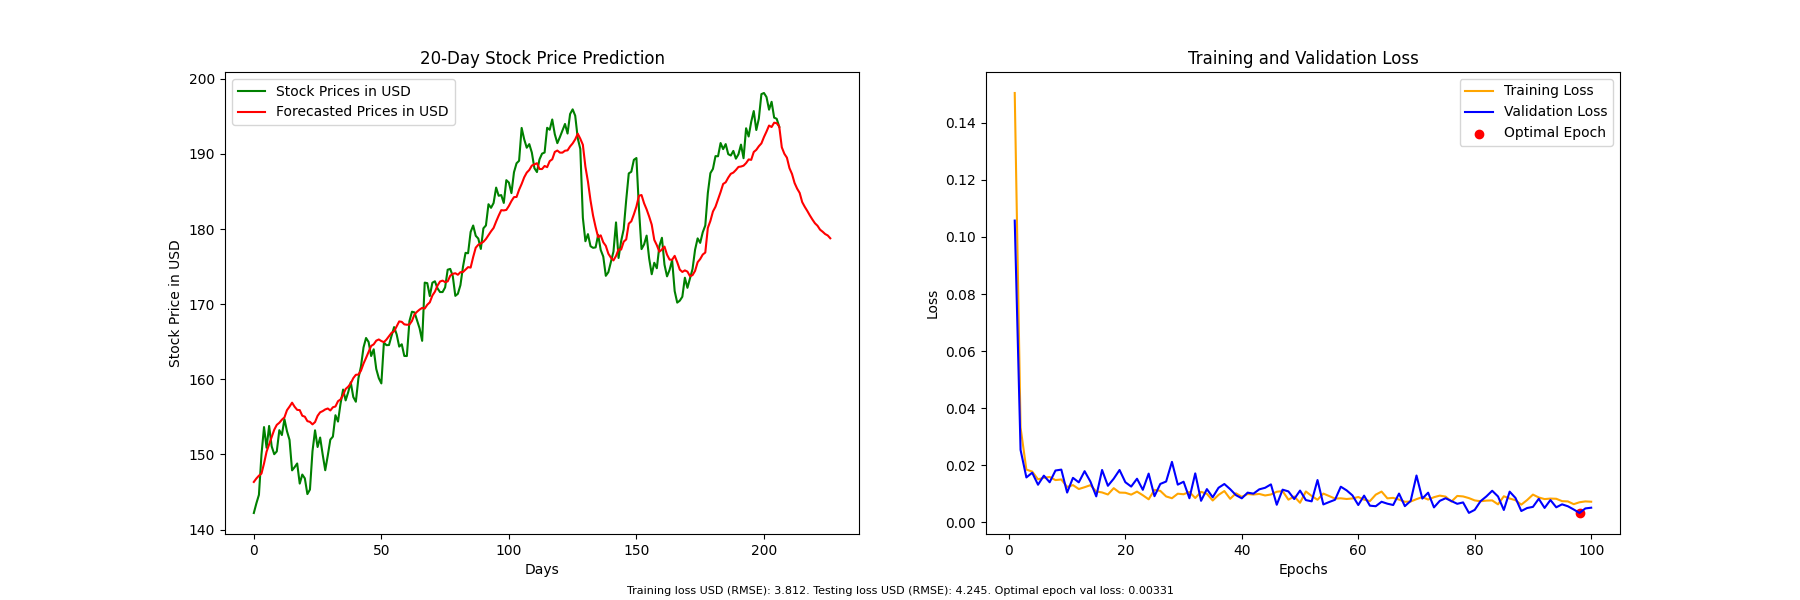 20-Day Stock Price Prediction
Stock Prices in USD
Forecasted Prices in USD
Stock Price in USD
200
190
180
170
160
150
140
0 50 100 150 200
Days
Training and Validation Loss
Training Loss
Validation Loss
Optimal Epoch
Loss
0.14
0.12
0.10
0.08
0.06
0.04
0.02
0.00
0 20 40 60 80 100
Epochs
Training loss USD (RMSE): 3.812. Testing loss USD (RMSE): 4.245. Optimal epoch val loss: 0.00331